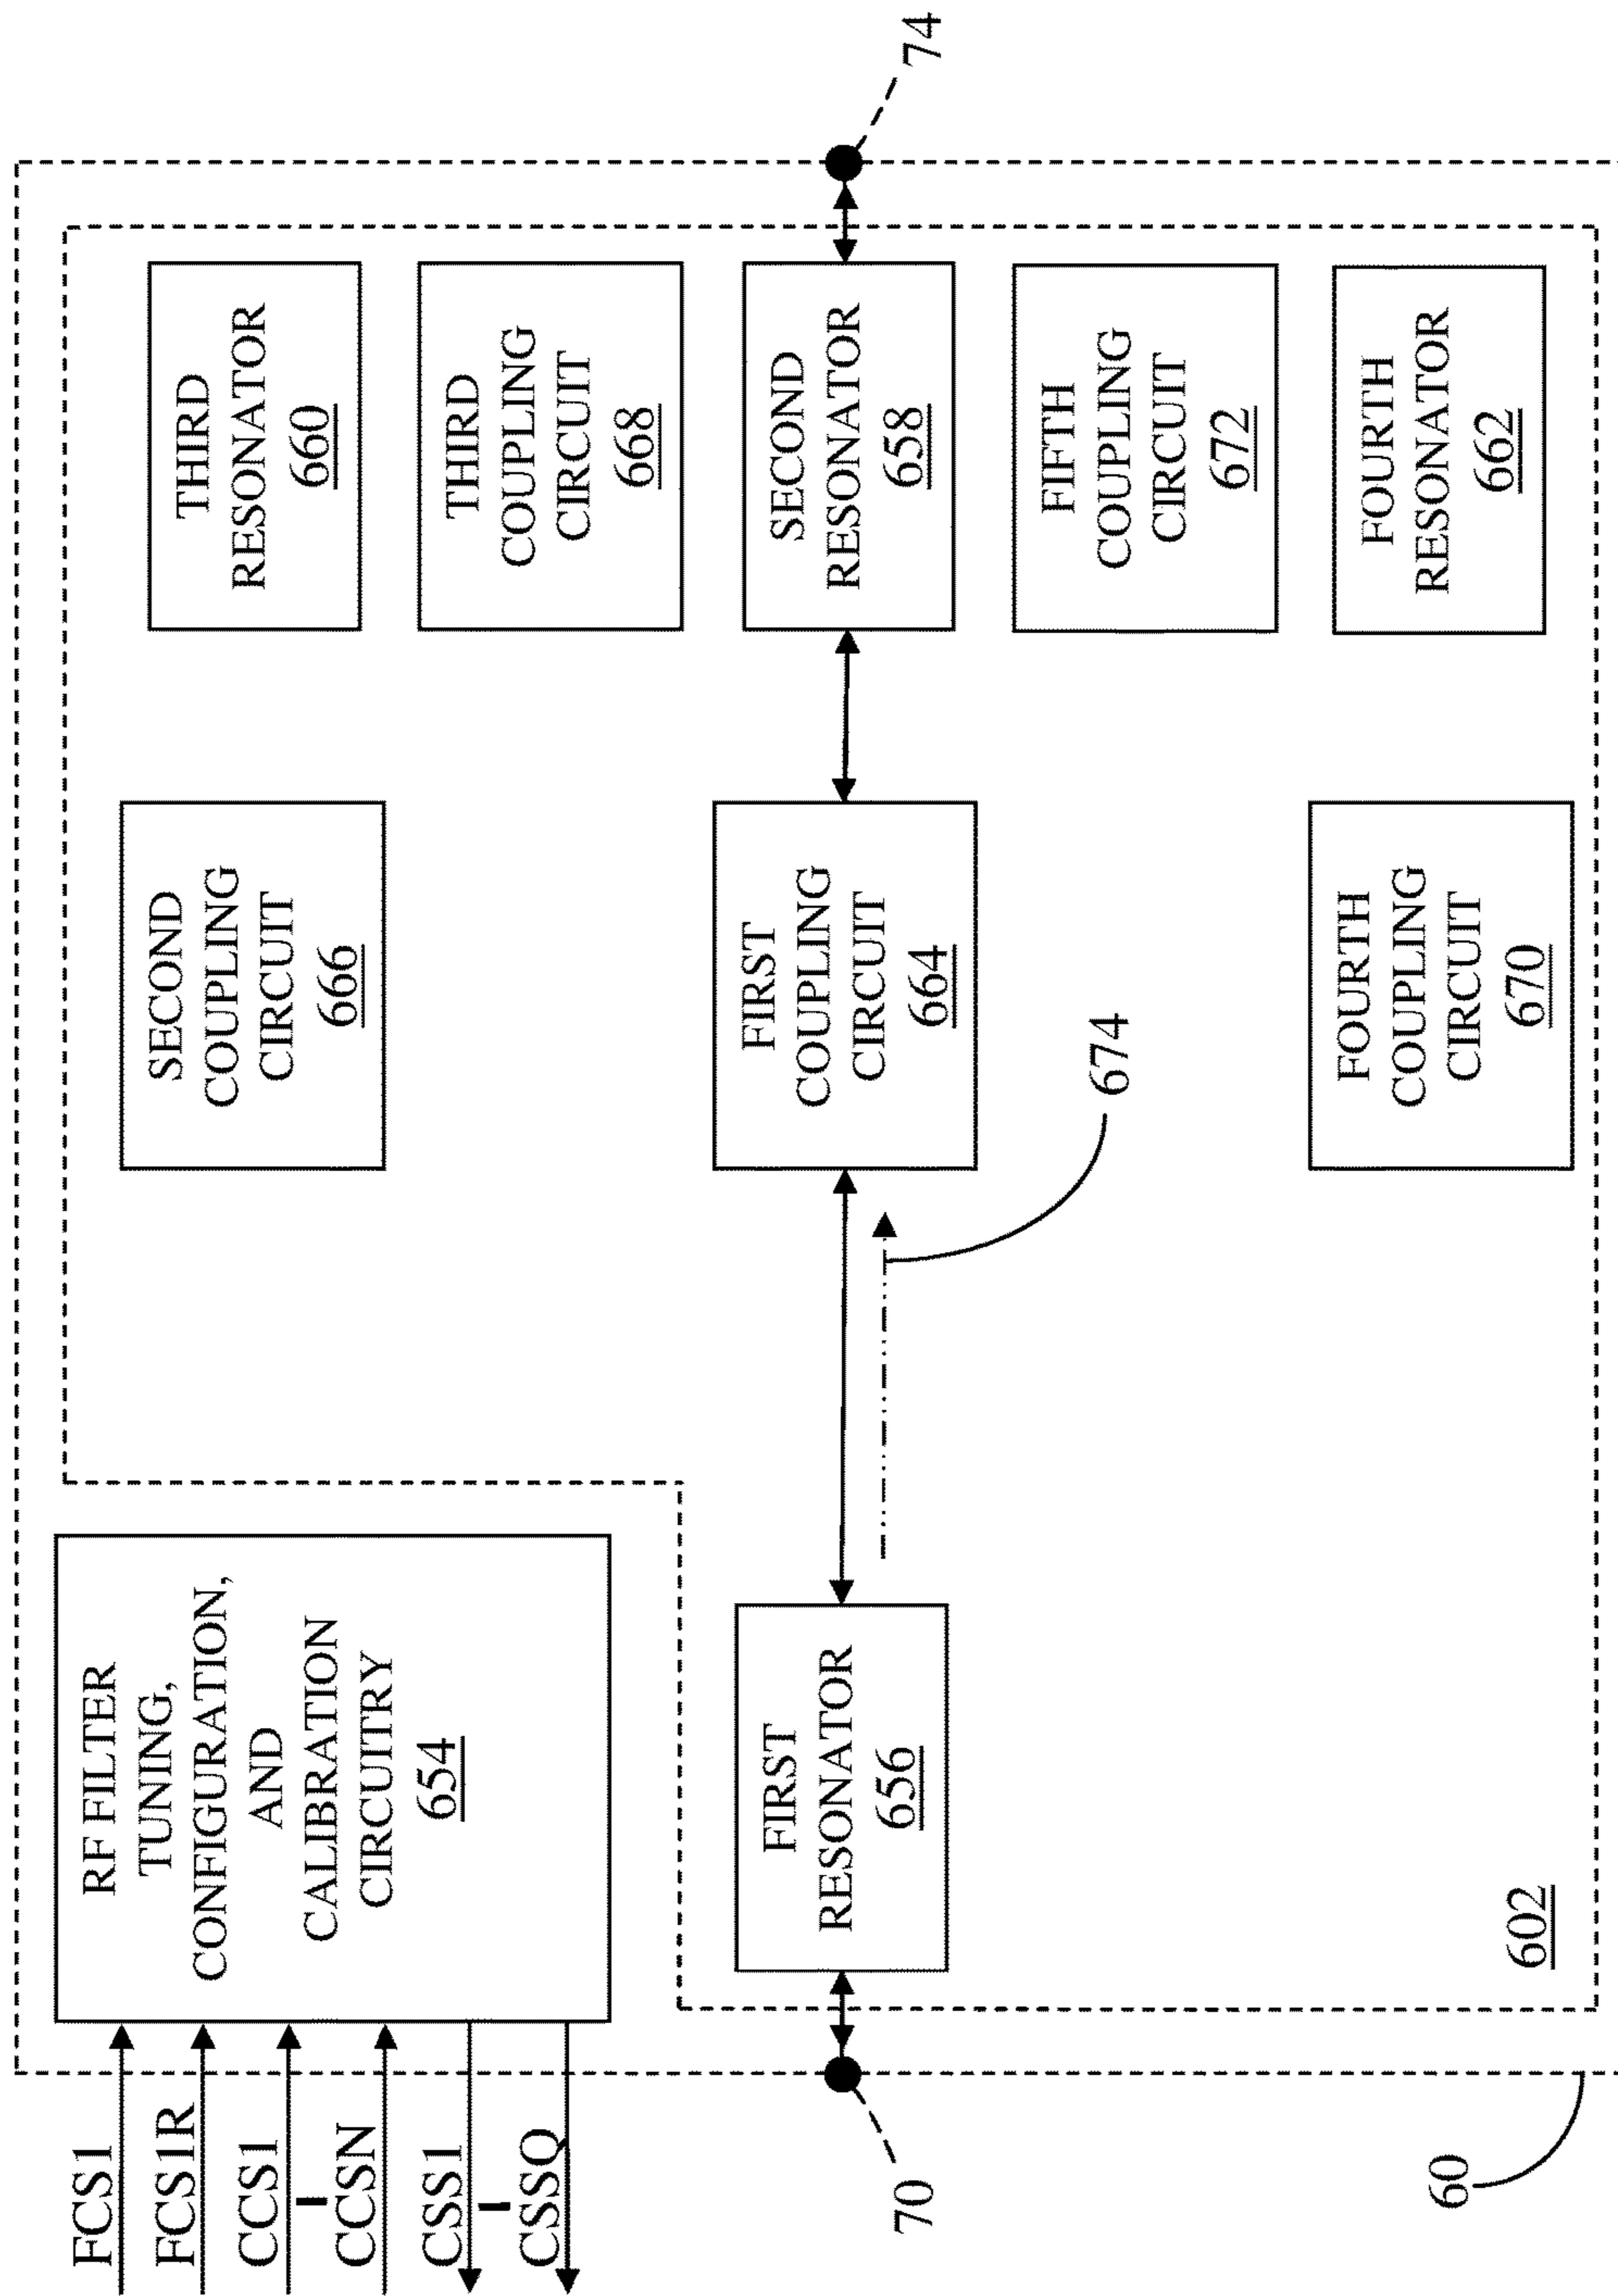 FCS1
FCS1R
CCS1
CCSN
CSS1
CSSQ
RF FILTER
TUNING,
CONFIGURATION,
AND
CALIBRATION
CIRCUITRY
654
SECOND
COUPLING
CIRCUIT
666
THIRD
RESONATOR
660
THIRD
COUPLING
CIRCUIT
668
70
FIRST
RESONATOR
656
FIRST
COUPLING
CIRCUIT
664
SECOND
RESONATOR
658
74
674
FIFTH
COUPLING
CIRCUIT
672
FOURTH
COUPLING
CIRCUIT
670
FOURTH
RESONATOR
662
602
60